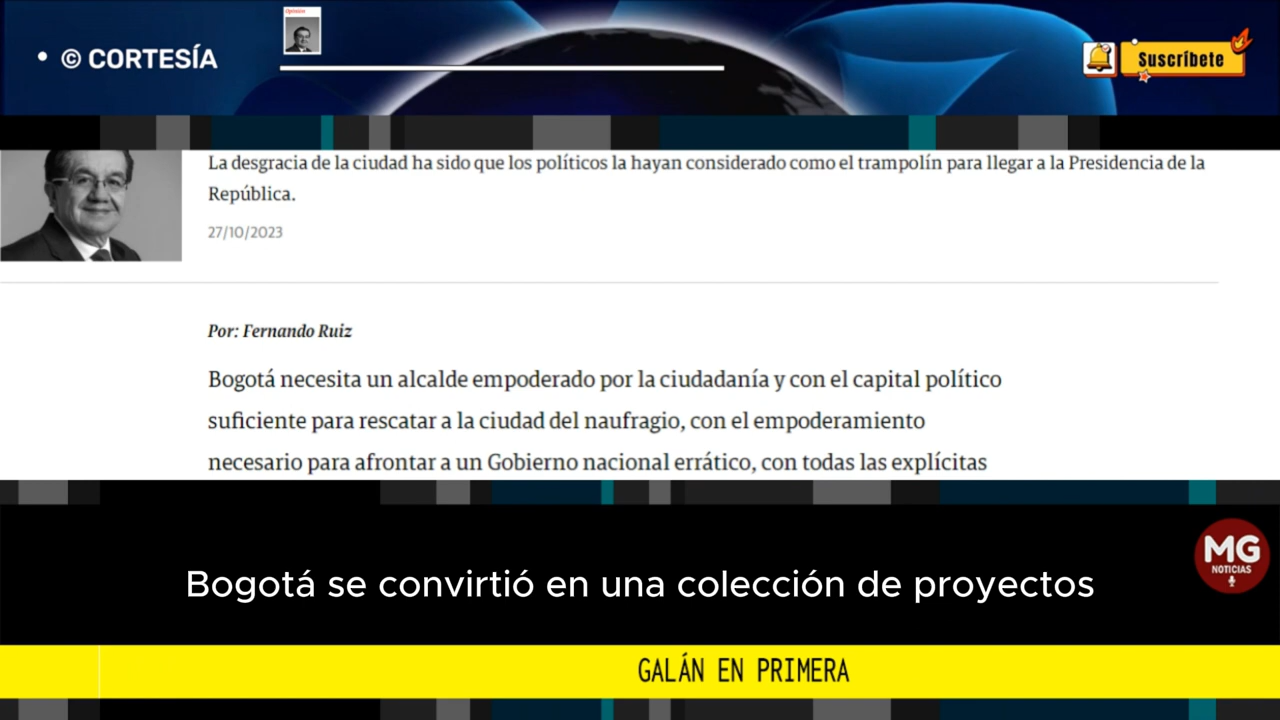 Opinión
• © CORTESÍA
Suscríbete
La desgracia de la ciudad ha sido que los políticos la hayan considerado como el trampolín para llegar a la Presidencia de la
República.
27/10/2023
Por: Fernando Ruiz
Bogotá necesita un alcalde empoderado por la ciudadanía y con el capital político
suficiente para rescatar a la ciudad del naufragio, con el empoderamiento
necesario para afrontar a un Gobierno nacional errático, con todas las explícitas
MG
NOTICIAS
Bogotá se convirtió en una colección de proyectos
GALÁN EN PRIMERA